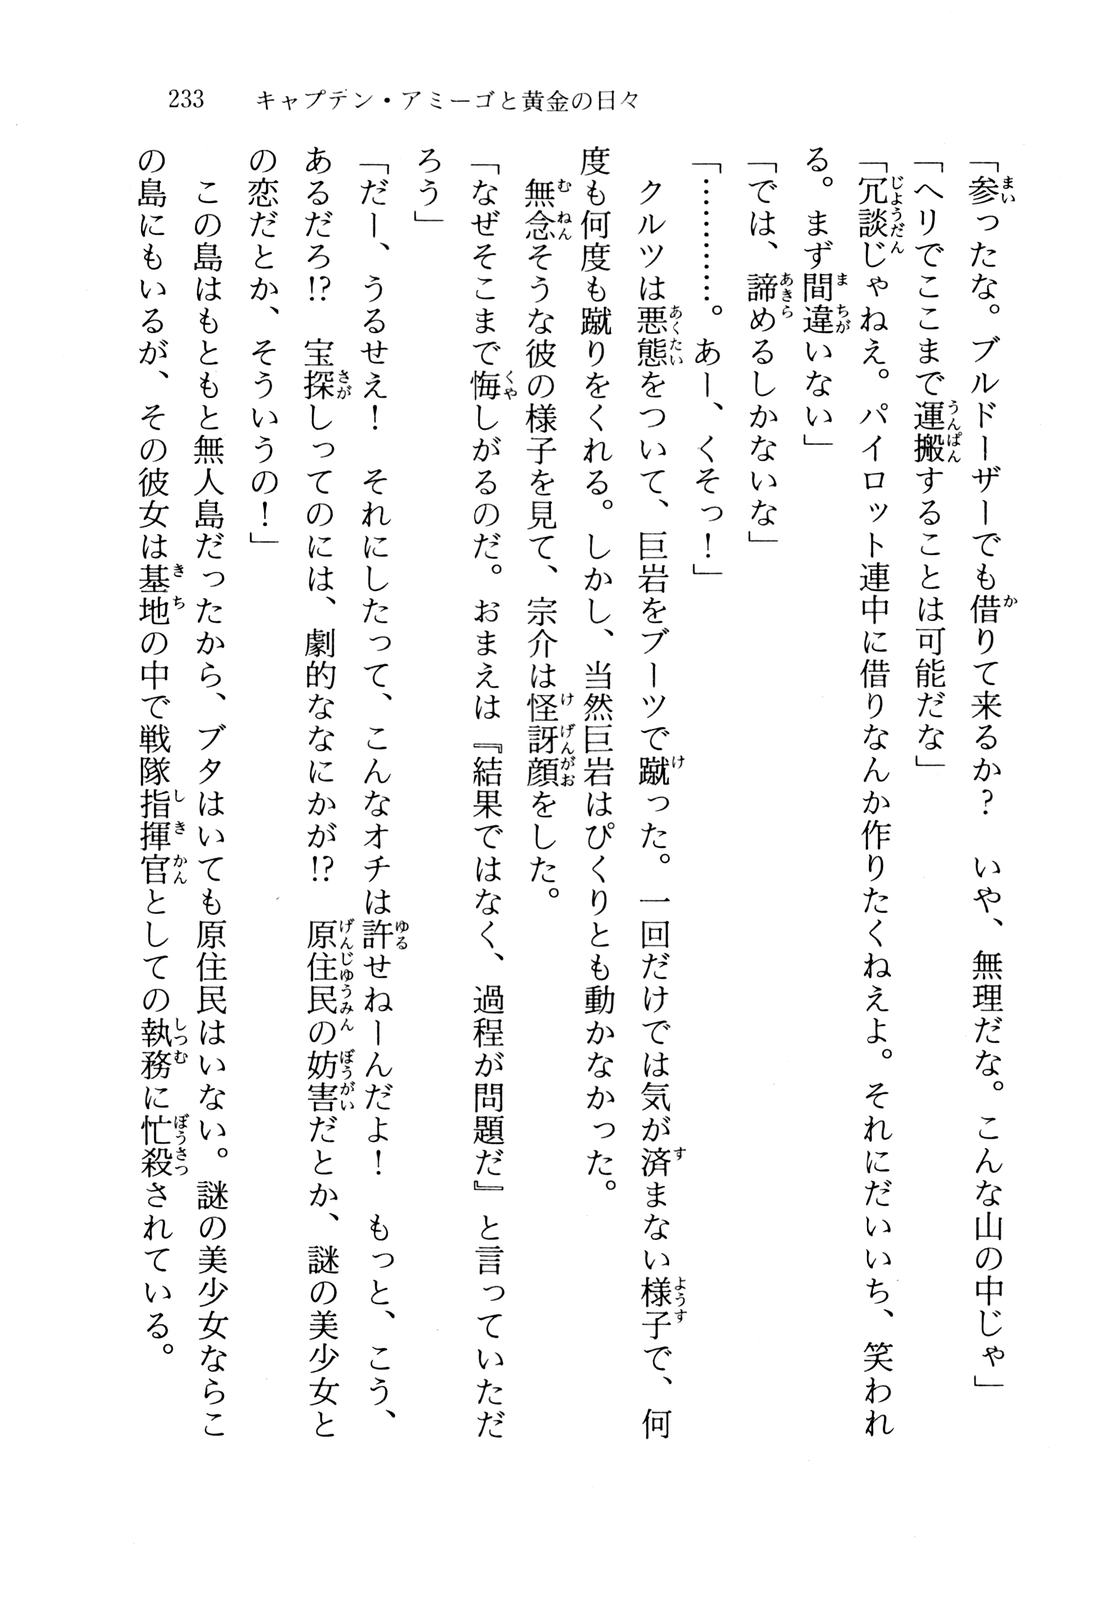 233 キャプテン・アミーゴと黄金の日々
「参ったな。ブルドーザーでも借りて来るか？　いや、無理だな。こんな山の中じゃ」
「ヘリでここまで運搬することは可能だな」
「冗談じゃねえ。パイロット連中に借りなんか作りたくねえよ。それにだいいち、笑われ
る。まず間違いない」
「では、諦めるしかないな」
「…………。あー、くそっ！」
　クルツは悪態をついて、巨岩をブーツで蹴った。一回だけでは気が済まない様子で、何
度も何度も蹴りをくれる。しかし、当然巨岩はぴくりとも動かなかった。
　無念そうな彼の様子を見て、宗介は怪訝顔をした。
「なぜそこまで悔しがるのだ。おまえは『結果ではなく、過程が問題だ』と言っていただ
ろう」
「だー、うるせえ！　それにしたって、こんなオチは許せねーんだよ！　もっと、こう、
あるだろ!?　宝探しってのには、劇的ななにかが!?　原住民の妨害だとか、謎の美少女と
の恋だとか、そういうの！」
　この島はもともと無人島だったから、ブタはいても原住民はいない。謎の美少女ならこ
の島にもいるが、その彼女は基地の中で戦隊指揮官としての執務に忙殺されている。